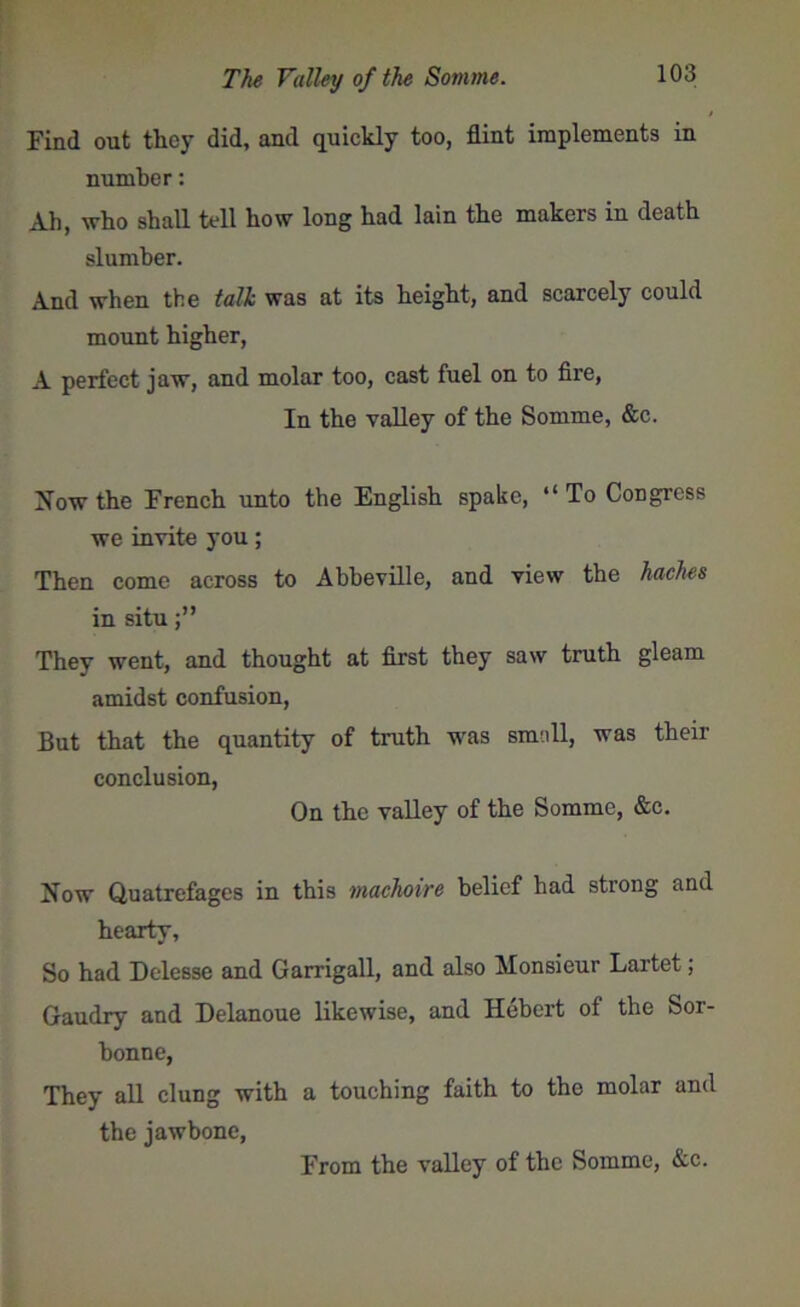 The Valley of the Somme. 103
Find out they did, and quickly too, flint implements in
number:
Ah, who shall tell how long had lain the makers in death
slumber.
And when the talk was at its height, and scarcely could
mount higher,
A perfect jaw, and molar too, cast fuel on to fire,
In the valley of the Somme, &c.
Now the French unto the English spake, “To Congress
we invite you;
Then come across to Abbeville, and view the haches
in situ;”
They went, and thought at first they saw truth gleam
amidst confusion,
But that the quantity of truth was small, was their
conclusion,
On the valley of the Somme, &c.
Now Quatrefages in this machoire belief had strong and
hearty,
So had Delesse and Garrigall, and also Monsieur Lartet;
Gaudry and Delanoue likewise, and Hébert of the Sor-
bonne,
They all clung with a touching faith to the molar and
the jawbone,
From the valley of the Somme, &c.